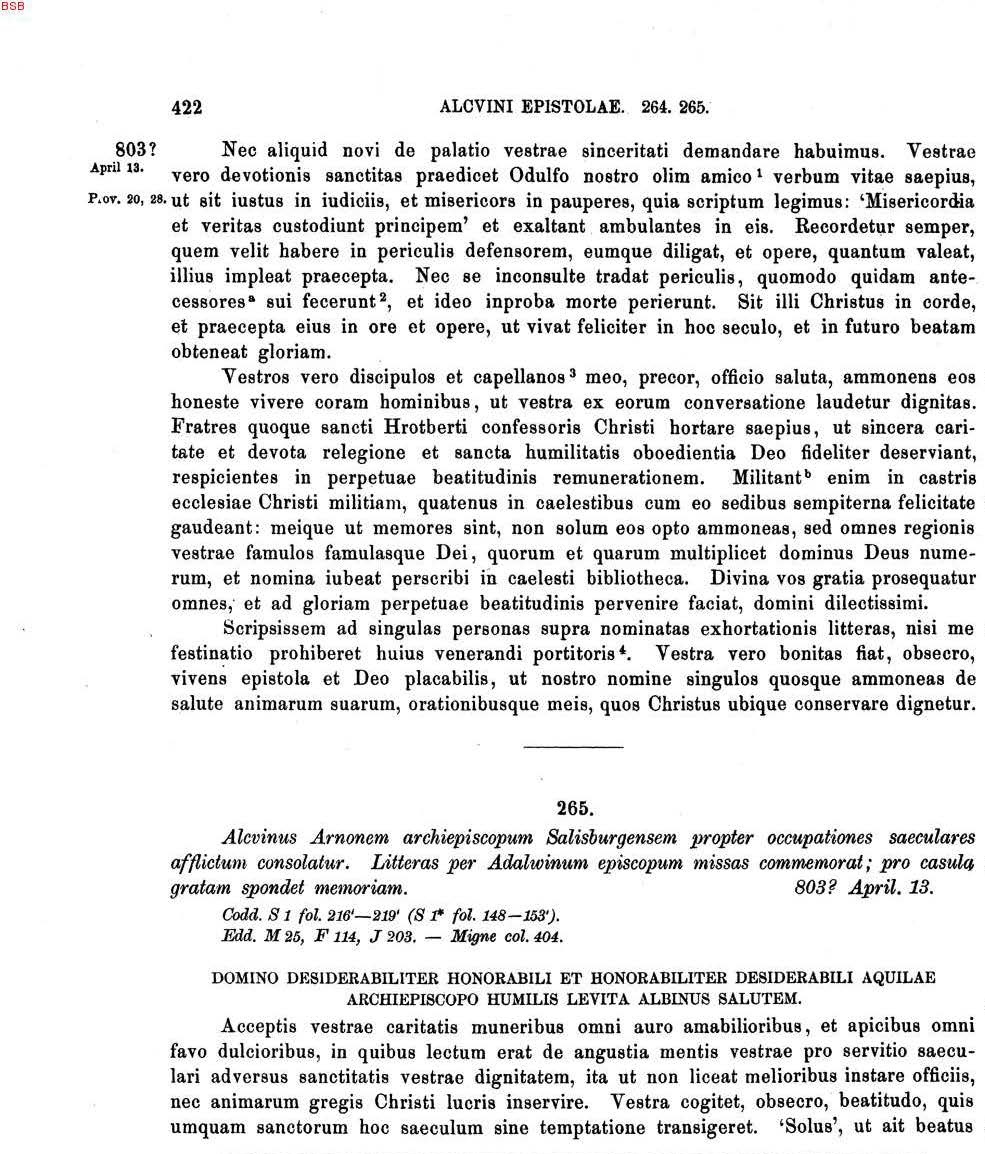 BSB
422 ALCVINI EPISTOLAE. 264. 265.
803? Nec aliquid novi de palatio vestrae sinceritati demandare habuimus. Vestrae
April 13. vero devotionis sanctitas praedicet Odulfo nostro olim amico¹ verbum vitae saepius,
Prov. 20, 28. ut sit iustus in iudiciis, et misericors in pauperes, quia scriptum legimus: ‘Misericordia
et veritas custodiunt principem’ et exaltant ambulantes in eis. Recordetur semper,
quem velit habere in periculis defensorem, eumque diligat, et opere, quantum valeat,
illius impleat praecepta. Nec se inconsulte tradat periculis, quomodo quidam ante-
cessoresᵃ sui fecerunt², et ideo inproba morte perierunt. Sit illi Christus in corde,
et praecepta eius in ore et opere, ut vivat feliciter in hoc seculo, et in futuro beatam
obteneat gloriam.
Vestros vero discipulos et capellanos³ meo, precor, officio saluta, ammonens eos
honeste vivere coram hominibus, ut vestra ex eorum conversatione laudetur dignitas.
Fratres quoque sancti Hrotberti confessoris Christi hortare saepius, ut sincera cari-
tate et devota relegione et sancta humilitatis oboedientia Deo fideliter deserviant,
respicientes in perpetuae beatitudinis remunerationem. Militantᵇ enim in castris
ecclesiae Christi militiam, quatenus in caelestibus cum eo sedibus sempiterna felicitate
gaudeant: meique ut memores sint, non solum eos opto ammoneas, sed omnes regionis
vestrae famulos famulasque Dei, quorum et quarum multiplicet dominus Deus nume-
rum, et nomina iubeat perscribi in caelesti bibliotheca. Divina vos gratia prosequatur
omnes, et ad gloriam perpetuae beatitudinis pervenire faciat, domini dilectissimi.
Scripsissem ad singulas personas supra nominatas exhortationis litteras, nisi me
festinatio prohiberet huius venerandi portitoris⁴. Vestra vero bonitas fiat, obsecro,
vivens epistola et Deo placabilis, ut nostro nomine singulos quosque ammoneas de
salute animarum suarum, orationibusque meis, quos Christus ubique conservare dignetur.
265.
Alcvinus Arnonem archiepiscopum Salisburgensem propter occupationes saeculares
afflictum consolatur. Litteras per Adalwinum episcopum missas commemorat; pro casula
gratam spondet memoriam. 803? April. 13.
Codd. S 1 fol. 216'—219' (S 1* fol. 148—153').
Edd. M 25, F 114, J 203. — Migne col. 404.
DOMINO DESIDERABILITER HONORABILI ET HONORABILITER DESIDERABILI AQUILAE
ARCHIEPISCOPO HUMILIS LEVITA ALBINUS SALUTEM.
Acceptis vestrae caritatis muneribus omni auro amabilioribus, et apicibus omni
favo dulcioribus, in quibus lectum erat de angustia mentis vestrae pro servitio saecu-
lari adversus sanctitatis vestrae dignitatem, ita ut non liceat melioribus instare officiis,
nec animarum gregis Christi lucris inservire. Vestra cogitet, obsecro, beatitudo, quis
umquam sanctorum hoc saeculum sine temptatione transigeret. ‘Solus’, ut ait beatus